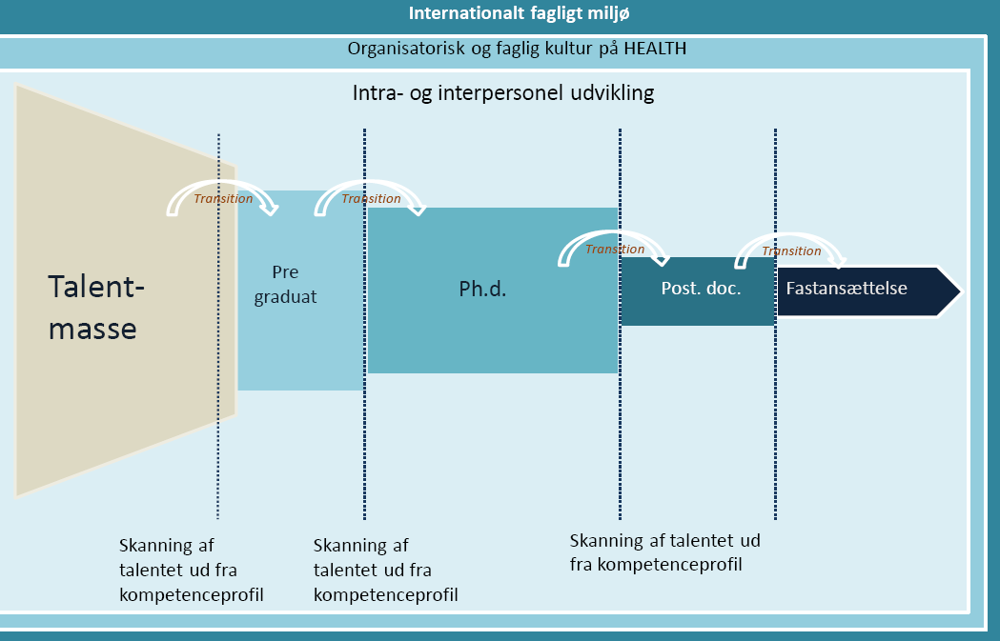 Internationalt fagligt miljø
Organisatorisk og faglig kultur på HEALTH
Intra- og interpersonel udvikling
Transition
Transition
Transition
Transition
Talent-
masse
Pre
graduat
Ph.d.
Post. doc.
Fastansættelse
Skanning af
talentet ud fra
kompetenceprofil
Skanning af
talentet ud fra
kompetenceprofil
Skanning af talentet ud
fra kompetenceprofil